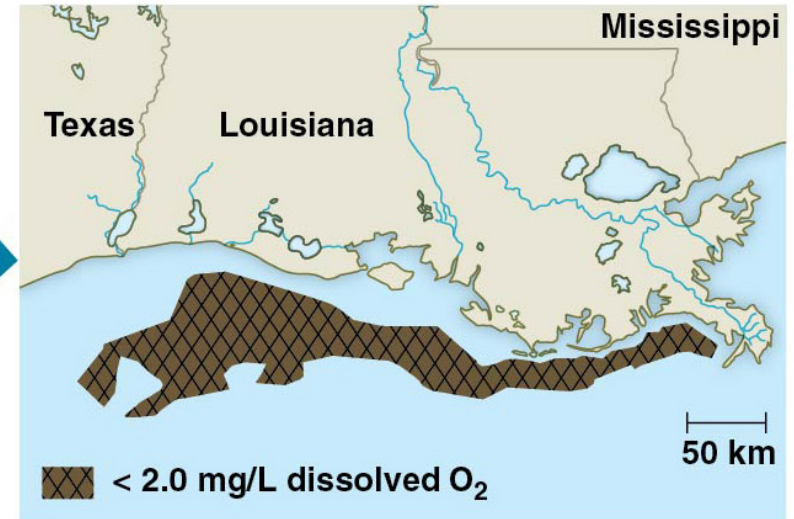 Mississippi
Texas
Louisiana
50 km
< 2.0 mg/L dissolved O₂